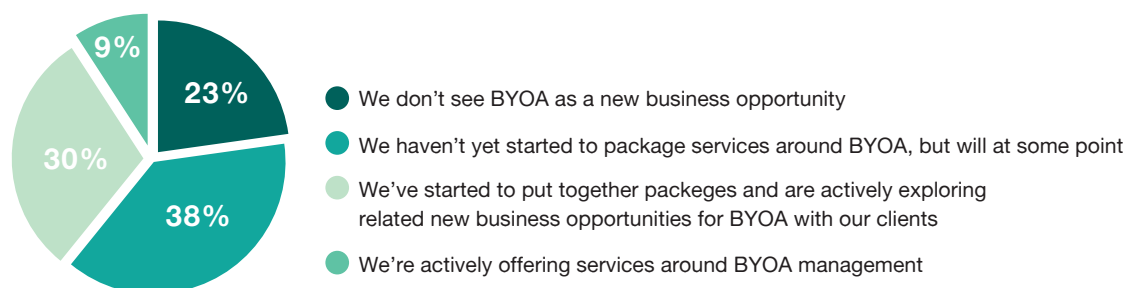 9%
23%
30%
38%
We don't see BYOA as a new business opportunity
We haven't yet started to package services around BYOA, but will at some point
We've started to put together packeges and are actively exploring
related new business opportunities for BYOA with our clients
We're actively offering services around BYOA management